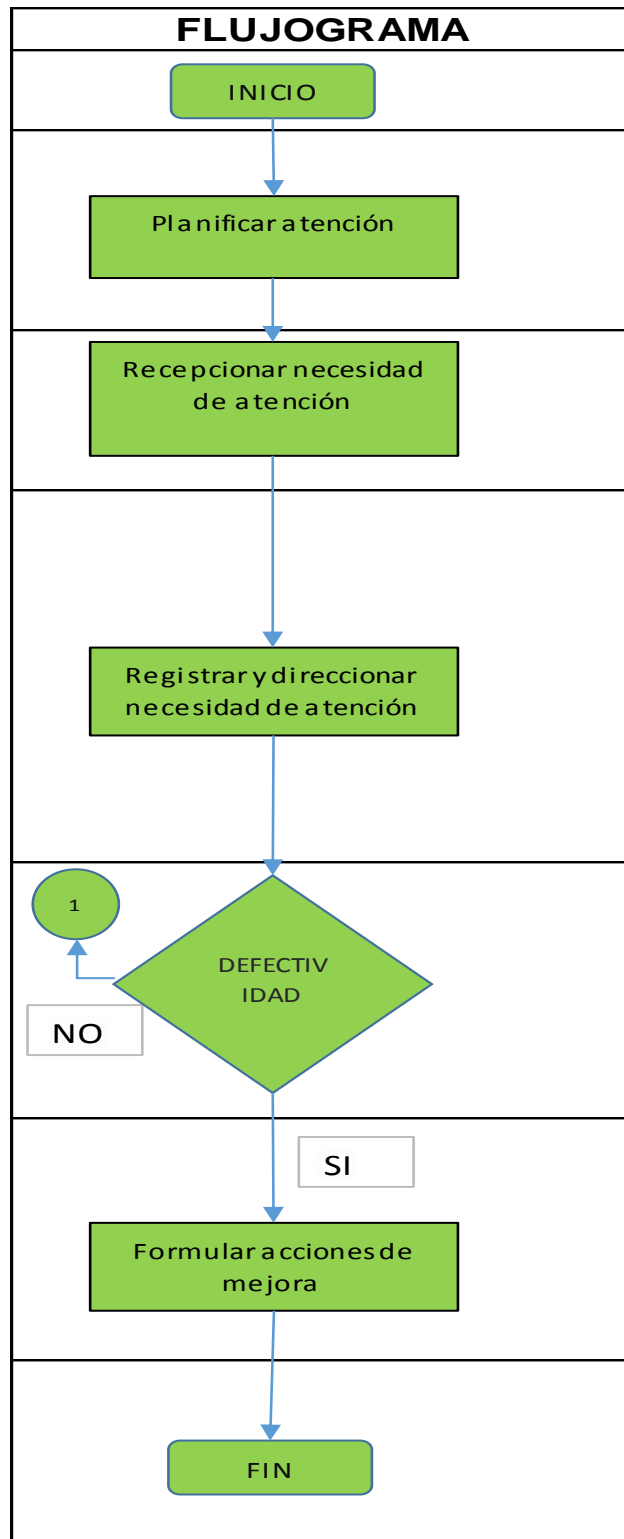 FLUJOGRAMA
INICIO
Planificar atención
Recepcionar necesidad
de atención
Registrar y direccionar
necesidad de atención
1
DEFECTIV
IDAD
NO
SI
Formular acciones de
mejora
FIN